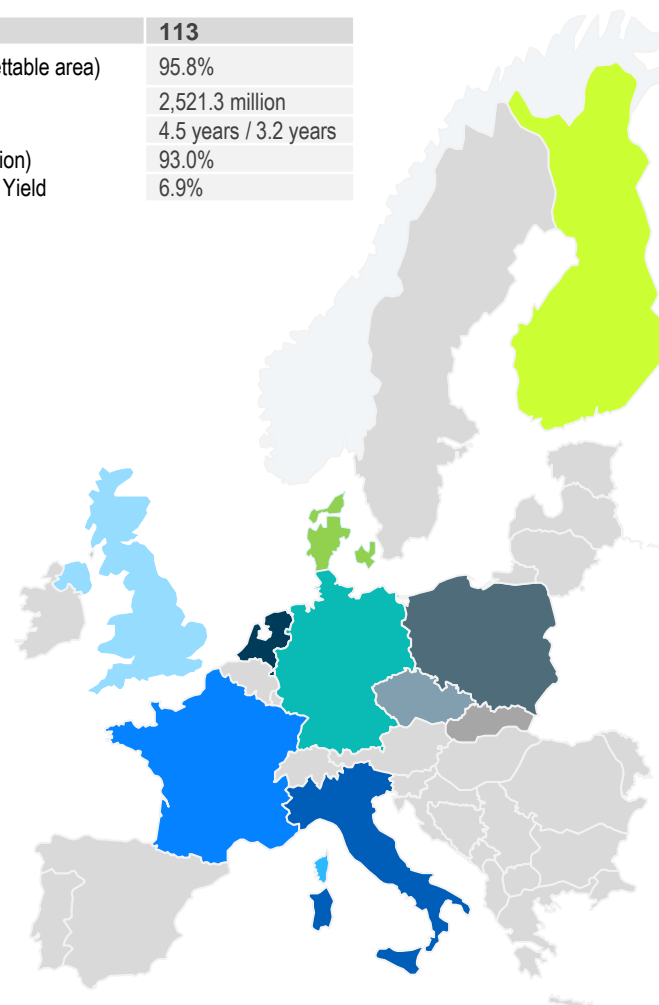 113
ettable area) 95.8%
2,521.3 million
4.5 years / 3.2 years
ion) 93.0%
Yield 6.9%